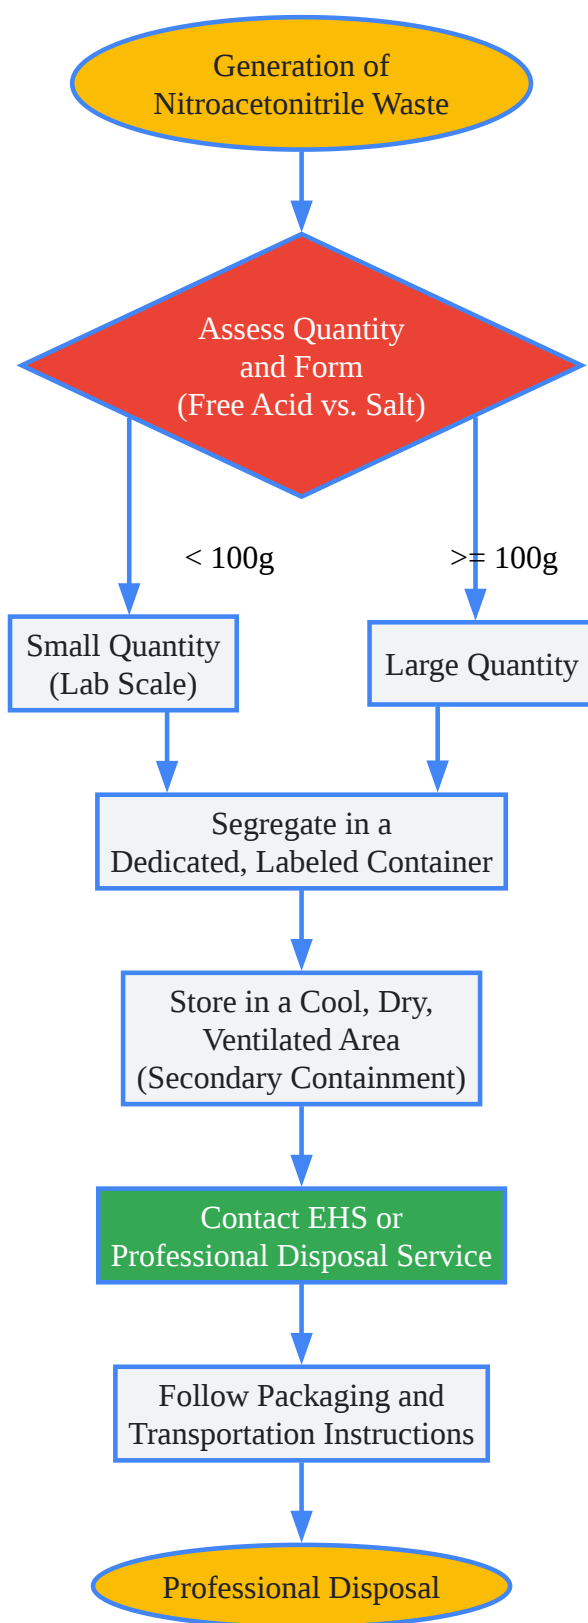 Generation of
Nitroacetonitrile Waste
Assess Quantity
and Form
(Free Acid vs. Salt)
< 100g
>= 100g
Small Quantity
(Lab Scale)
Large Quantity
Segregate in a
Dedicated, Labeled Container
Store in a Cool, Dry,
Ventilated Area
(Secondary Containment)
Contact EHS or
Professional Disposal Service
Follow Packaging and
Transportation Instructions
Professional Disposal